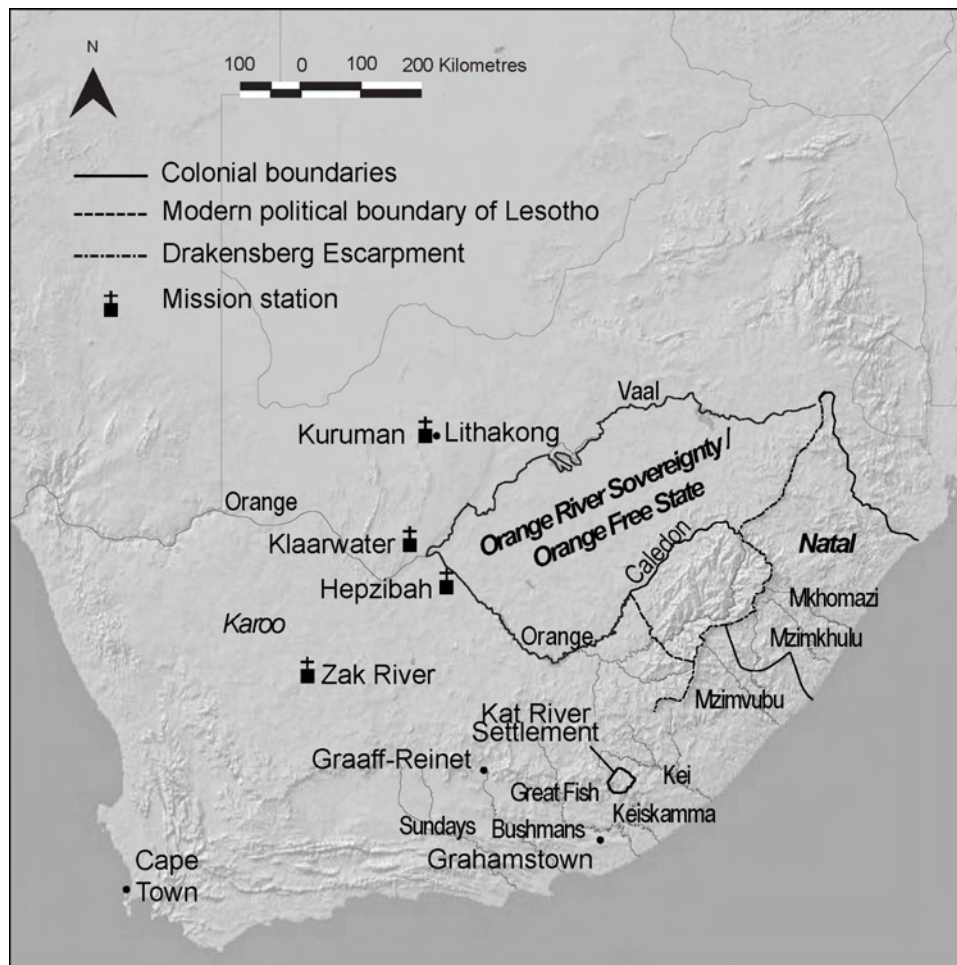 N
100 0 100 200 Kilometres
Colonial boundaries
Modern political boundary of Lesotho
Drakensberg Escarpment
Mission station
Vaal
Kuruman
Lithakong
Orange River Sovereignty /
Orange Free State
Orange
Klaarwater
Caledon
Natal
Hepzibah
Mkhomazi
Karoo
Orange
Mzimkhulu
Zak River
Mzimvubu
Kat River
Settlement
Graaff-Reinet
Kei
Great Fish
Keiskamma
Sundays
Bushmans
Grahamstown
Cape
Town